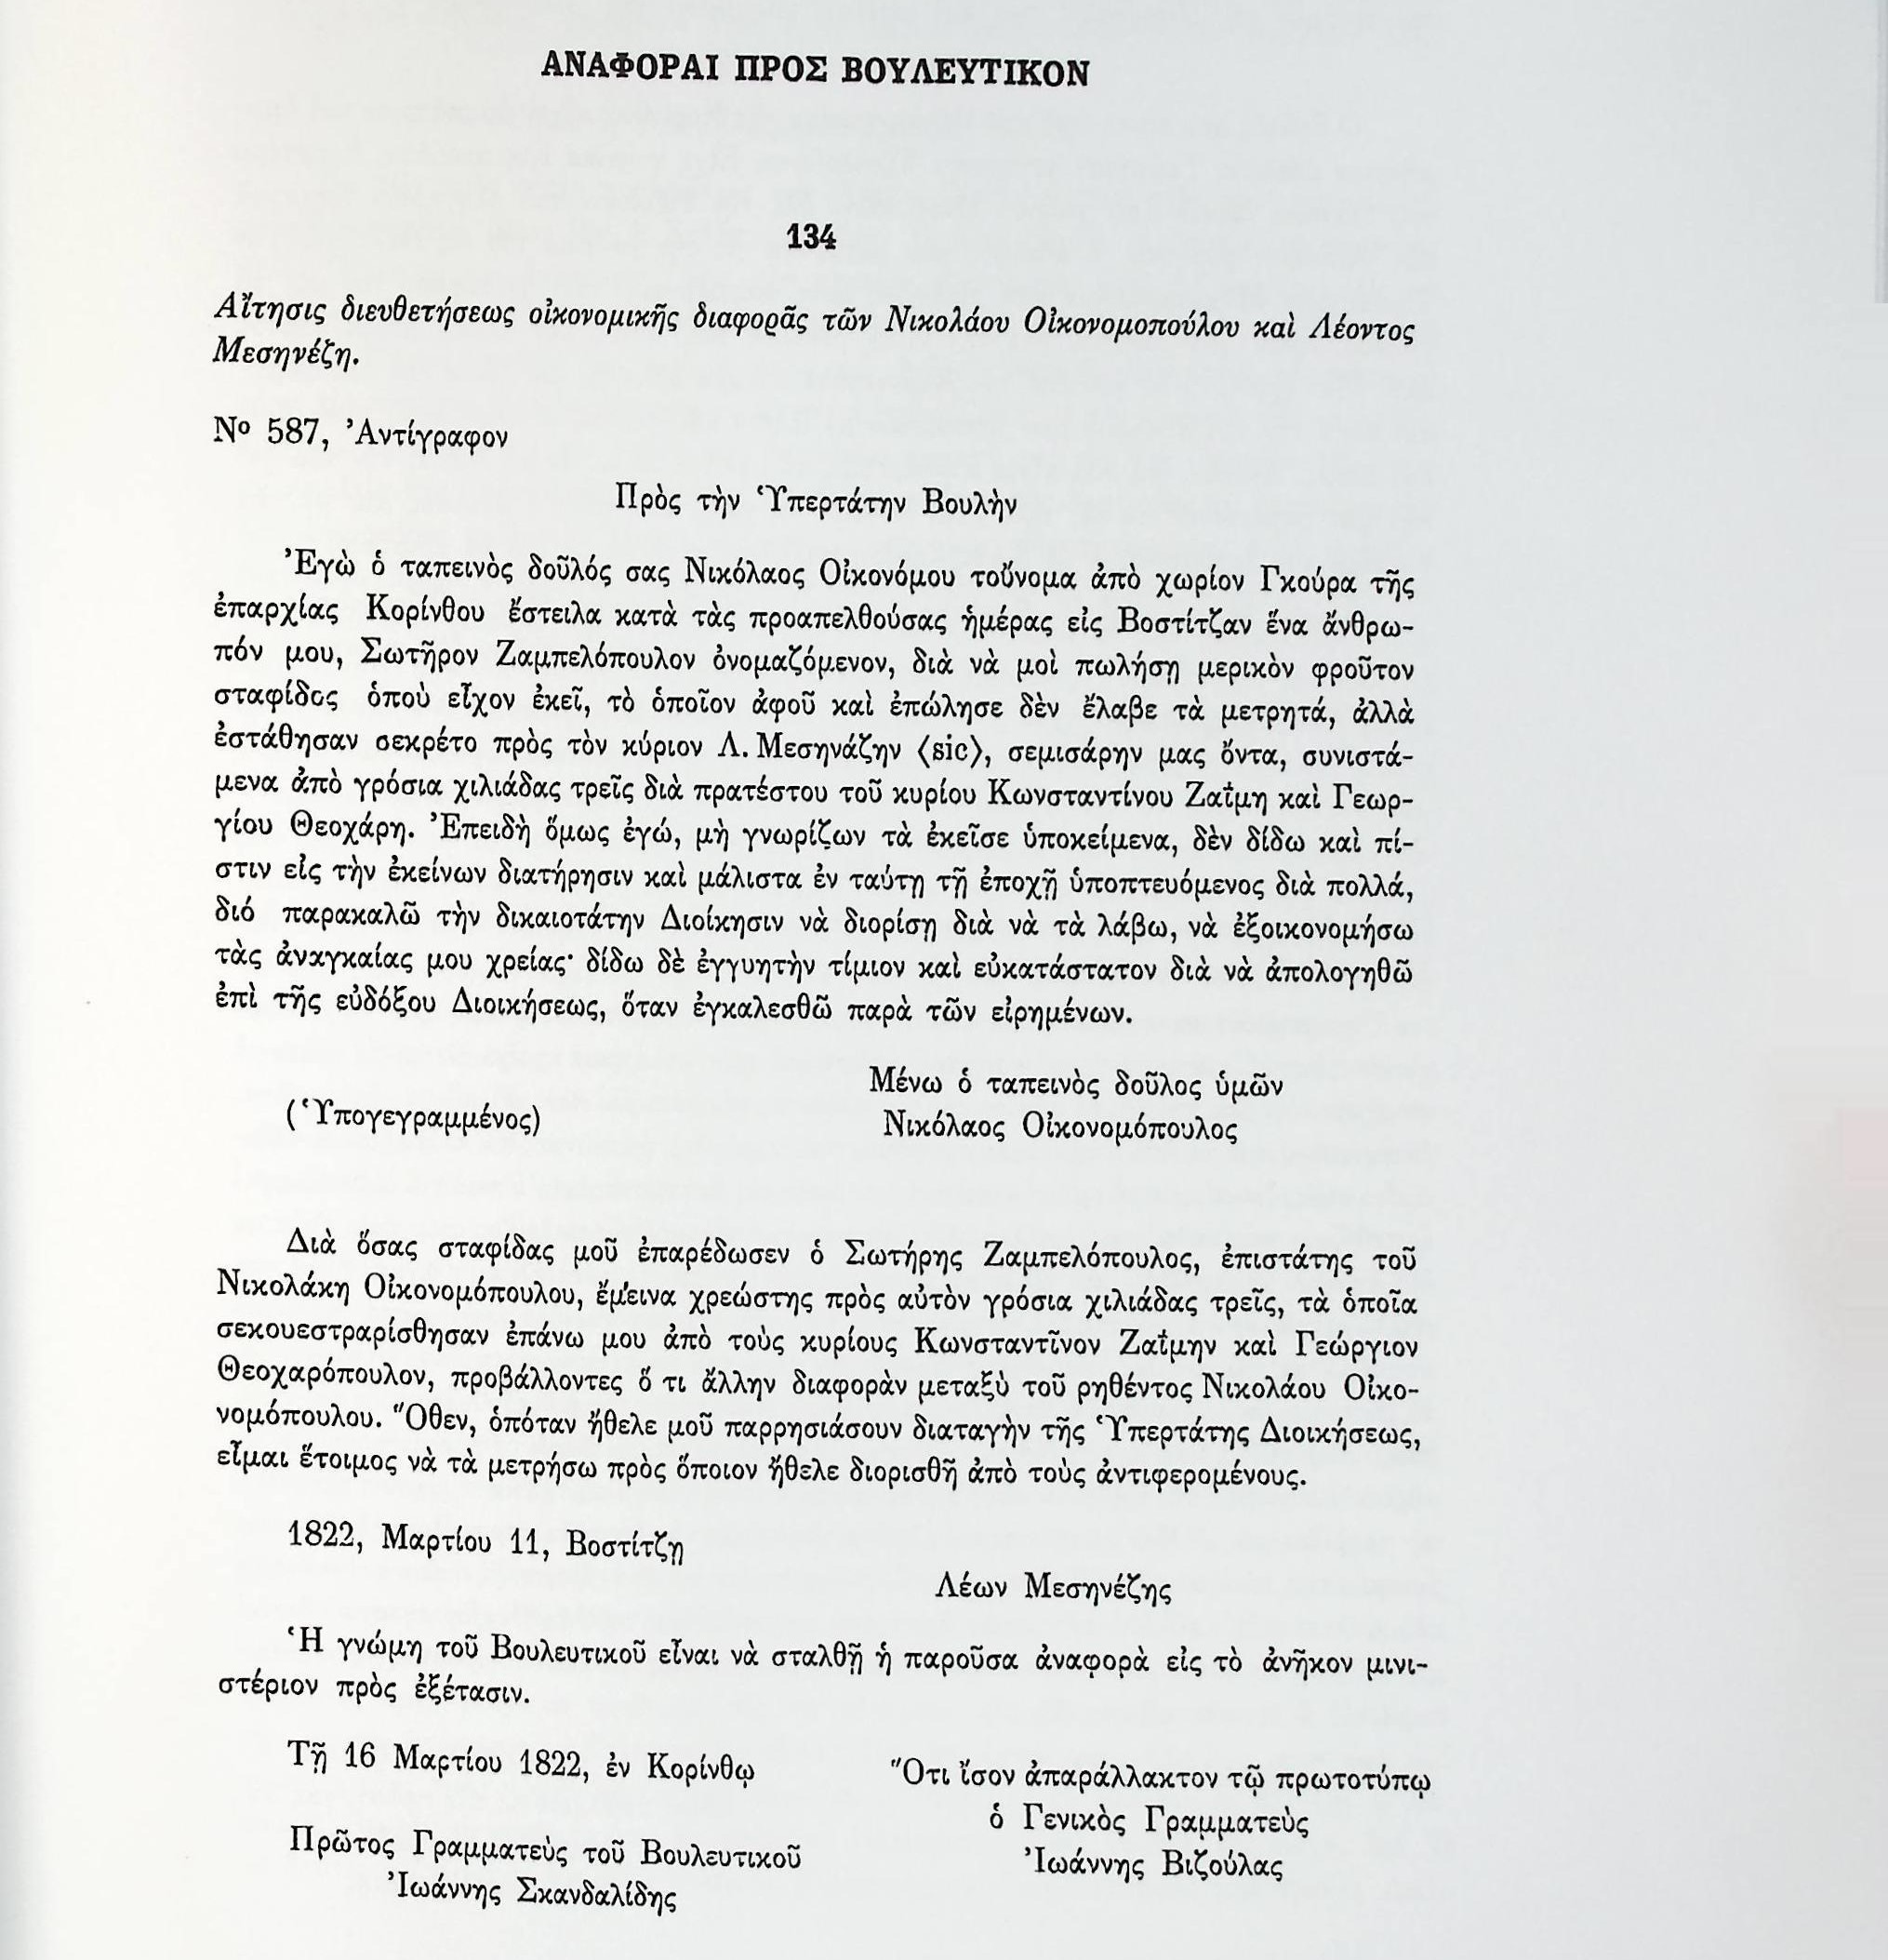 ΑΝΑΦΟΡΑΙ ΠΡΟΣ ΒΟΥΛΕΥΤΙΚΟΝ
134
Αἴτησις διευθετήσεως οἰκονομικῆς διαφορᾶς τῶν Νικολάου Οἰκονομοπούλου καὶ Λέοντος
Μεσηνέζη.
Nº 587, Ἀντίγραφον
Πρὸς τὴν Ὑπερτάτην Βουλὴν
Ἐγὼ ὁ ταπεινὸς δοῦλός σας Νικόλαος Οἰκονόμου τοὔνομα ἀπὸ χωρίον Γκούρα τῆς
ἐπαρχίας Κορίνθου ἔστειλα κατὰ τὰς προαπελθούσας ἡμέρας εἰς Βοστίτζαν ἕνα ἄνθρω-
πόν μου, Σωτῆρον Ζαμπελόπουλον ὀνομαζόμενον, διὰ νὰ μοὶ πωλήσῃ μερικὸν φροῦτον
σταφίδος ὁποὺ εἶχον ἐκεῖ, τὸ ὁποῖον ἀφοῦ καὶ ἐπώλησε δὲν ἔλαβε τὰ μετρητά, ἀλλὰ
ἐστάθησαν σεκρέτο πρὸς τὸν κύριον Λ. Μεσηνάζην ⟨sic⟩, σεμισάρην μας ὄντα, συνιστά-
μενα ἀπὸ γρόσια χιλιάδας τρεῖς διὰ πρατέστου τοῦ κυρίου Κωνσταντίνου Ζαΐμη καὶ Γεωρ-
γίου Θεοχάρη. Ἐπειδὴ ὅμως ἐγώ, μὴ γνωρίζων τὰ ἐκεῖσε ὑποκείμενα, δὲν δίδω καὶ πί-
στιν εἰς τὴν ἐκείνων διατήρησιν καὶ μάλιστα ἐν ταύτῃ τῇ ἐποχῇ ὑποπτευόμενος διὰ πολλά,
διό παρακαλῶ τὴν δικαιοτάτην Διοίκησιν νὰ διορίσῃ διὰ νὰ τὰ λάβω, νὰ ἐξοικονομήσω
τὰς ἀναγκαίας μου χρείας· δίδω δὲ ἐγγυητὴν τίμιον καὶ εὐκατάστατον διὰ νὰ ἀπολογηθῶ
ἐπὶ τῆς εὐδόξου Διοικήσεως, ὅταν ἐγκαλεσθῶ παρὰ τῶν εἰρημένων.
Μένω ὁ ταπεινὸς δοῦλος ὑμῶν
(Ὑπογεγραμμένος) Νικόλαος Οἰκονομόπουλος
Διὰ ὅσας σταφίδας μοῦ ἐπαρέδωσεν ὁ Σωτήρης Ζαμπελόπουλος, ἐπιστάτης τοῦ
Νικολάκη Οἰκονομόπουλου, ἔμεινα χρεώστης πρὸς αὐτὸν γρόσια χιλιάδας τρεῖς, τὰ ὁποῖα
σεκουεστραρίσθησαν ἐπάνω μου ἀπὸ τοὺς κυρίους Κωνσταντῖνον Ζαΐμην καὶ Γεώργιον
Θεοχαρόπουλον, προβάλλοντες ὅ τι ἄλλην διαφορὰν μεταξὺ τοῦ ρηθέντος Νικολάου Οἰκο-
νομόπουλου. Ὅθεν, ὁπόταν ἤθελε μοῦ παρρησιάσουν διαταγὴν τῆς Ὑπερτάτης Διοικήσεως,
εἶμαι ἕτοιμος νὰ τὰ μετρήσω πρὸς ὅποιον ἤθελε διορισθῆ ἀπὸ τοὺς ἀντιφερομένους.
1822, Μαρτίου 11, Βοστίτζῃ
Λέων Μεσηνέζης
Ἡ γνώμη τοῦ Βουλευτικοῦ εἶναι νὰ σταλθῇ ἡ παροῦσα ἀναφορὰ εἰς τὸ ἀνῆκον μινι-
στέριον πρὸς ἐξέτασιν.
Τῇ 16 Μαρτίου 1822, ἐν Κορίνθῳ
Πρῶτος Γραμματεὺς τοῦ Βουλευτικοῦ
Ἰωάννης Σκανδαλίδης
Ὅτι ἴσον ἀπαράλλακτον τῷ πρωτοτύπῳ
ὁ Γενικὸς Γραμματεὺς
Ἰωάννης Βιζούλας